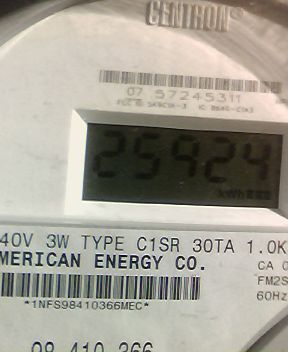 CENTRON®
07 57245311
25924
kWh
40V 3W TYPE C1SR 30TA 1.0K
MERICAN ENERGY CO.
CA 0
FM2S
60Hz
*1NFS98410366MEC*
98 410 366